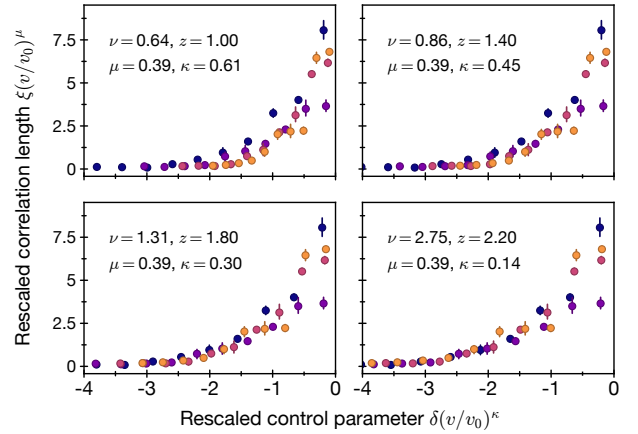 Rescaled correlation length ξ(v/v₀)^μ
7.5
5.0
2.5
0
ν = 0.64, z = 1.00
μ = 0.39, κ = 0.61
ν = 0.86, z = 1.40
μ = 0.39, κ = 0.45
7.5
5.0
2.5
0
ν = 1.31, z = 1.80
μ = 0.39, κ = 0.30
ν = 2.75, z = 2.20
μ = 0.39, κ = 0.14
-4 -3 -2 -1 0 -4 -3 -2 -1 0
Rescaled control parameter δ(v/v₀)^κ